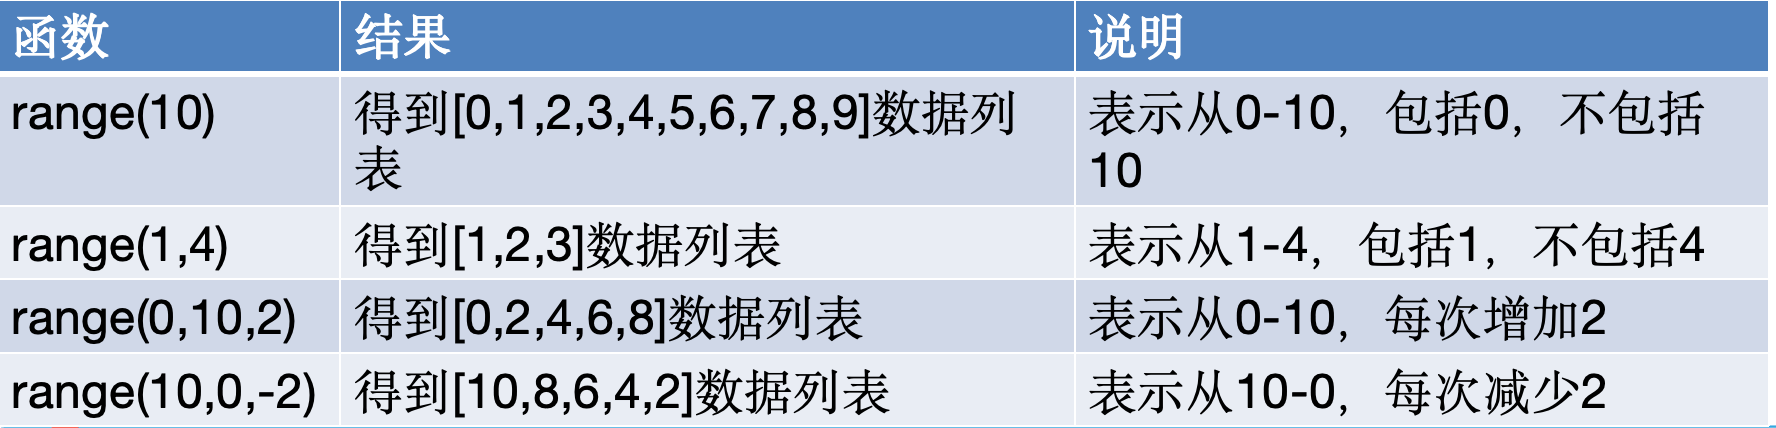 函数 结果 说明
range(10) 得到[0,1,2,3,4,5,6,7,8,9]数据列 表示从0-10，包括0，不包括
表 10
range(1,4) 得到[1,2,3]数据列表 表示从1-4，包括1，不包括4
range(0,10,2) 得到[0,2,4,6,8]数据列表 表示从0-10，每次增加2
range(10,0,-2) 得到[10,8,6,4,2]数据列表 表示从10-0，每次减少2